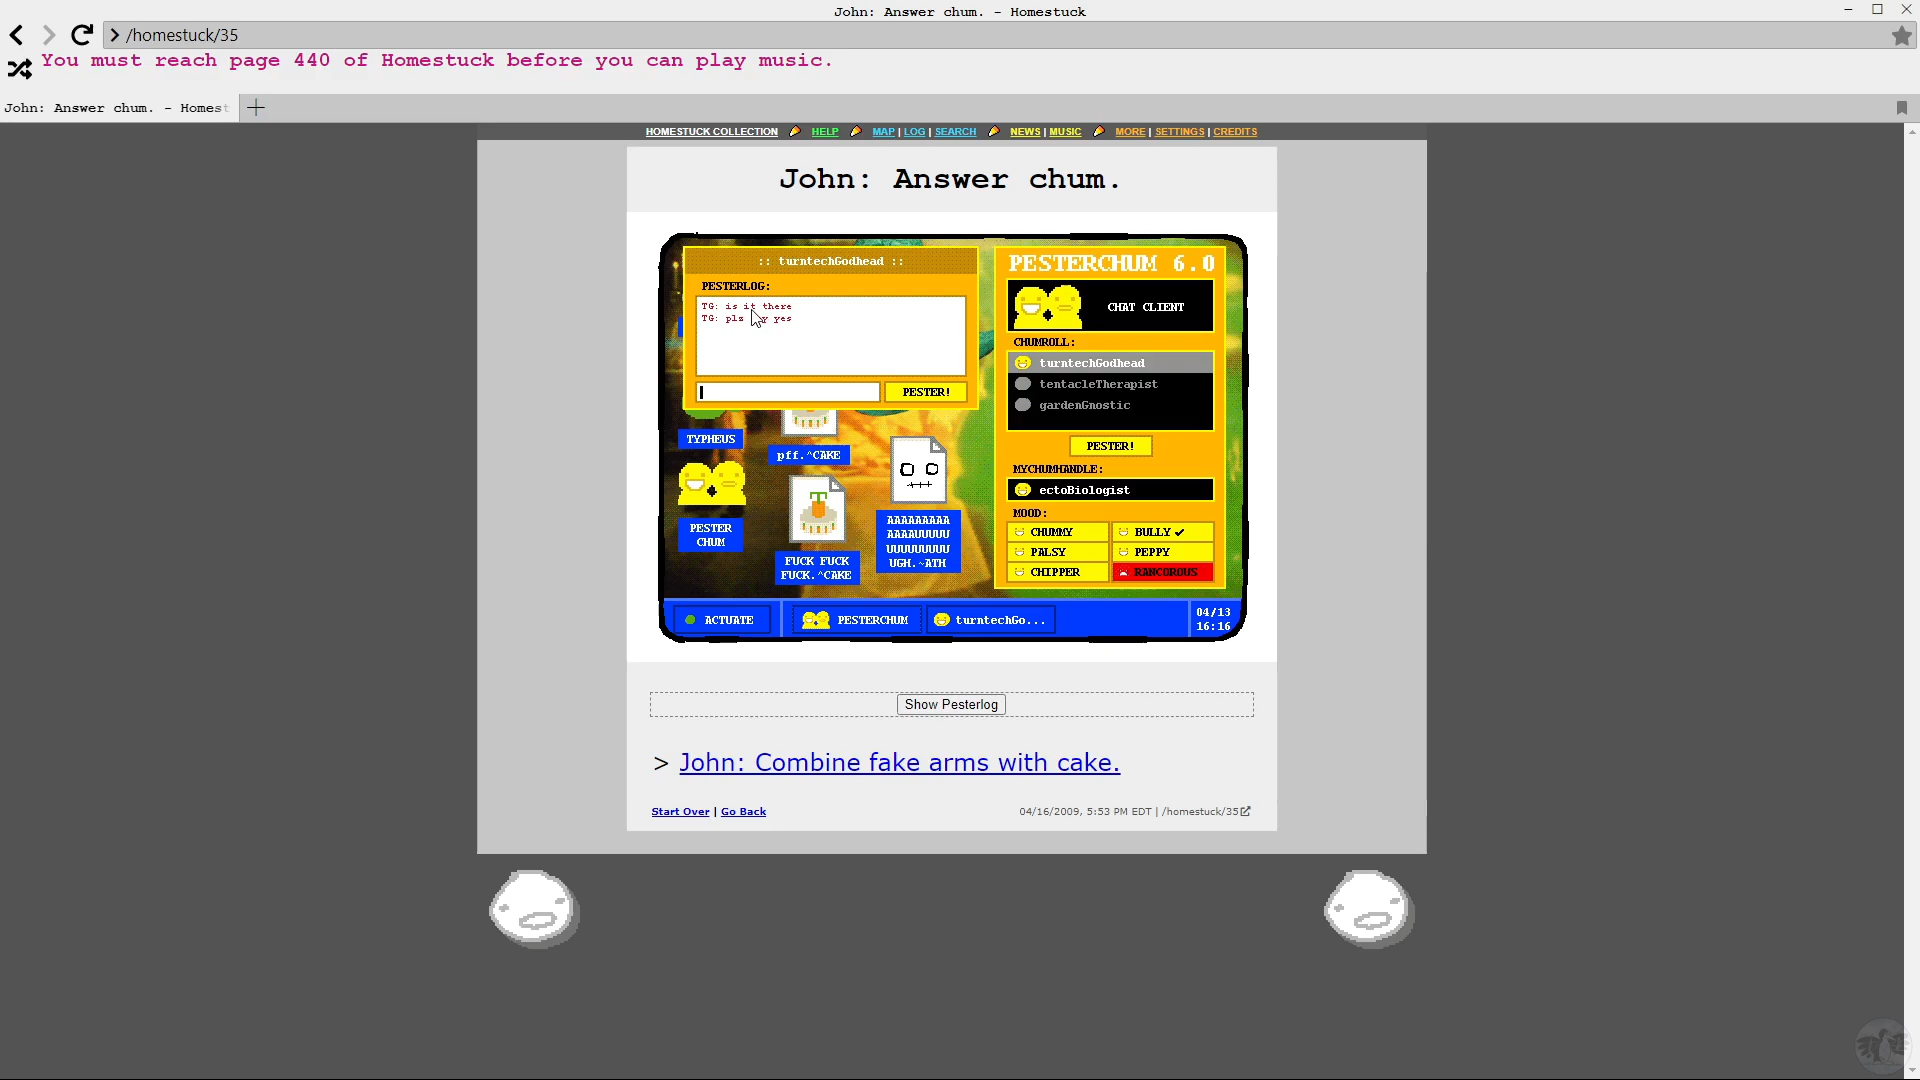 John: Answer chum. - Homestuck
/homestuck/35
You must reach page 440 of Homestuck before you can play music.
John: Answer chum. - Homest
HOMESTUCK COLLECTION HELP MAP | LOG | SEARCH NEWS | MUSIC MORE | SETTINGS | CREDITS
John: Answer chum.
:: turntechGodhead ::
PESTERLOG:
TG: is it there
TG: plz yes
PESTER!
PESTERCHUM 6.0
CHAT CLIENT
CHUMROLL:
turntechGodhead
tentacleTherapist
gardenGnostic
PESTER!
MYCHUMHANDLE:
ectoBiologist
MOOD:
CHUMMY BULLY ✔
PALSY PEPPY
CHIPPER RANCOROUS
TYPHEUS
pff.^CAKE
PESTER
CHUM
FUCK FUCK
FUCK.^CAKE
AAAAAAAAA
AAAAUUUUU
UUUUUUUUU
UGH.~ATH
ACTUATE PESTERCHUM turntechGo...
04/13
16:16
Show Pesterlog
> John: Combine fake arms with cake.
Start Over | Go Back
04/16/2009, 5:53 PM EDT | /homestuck/35